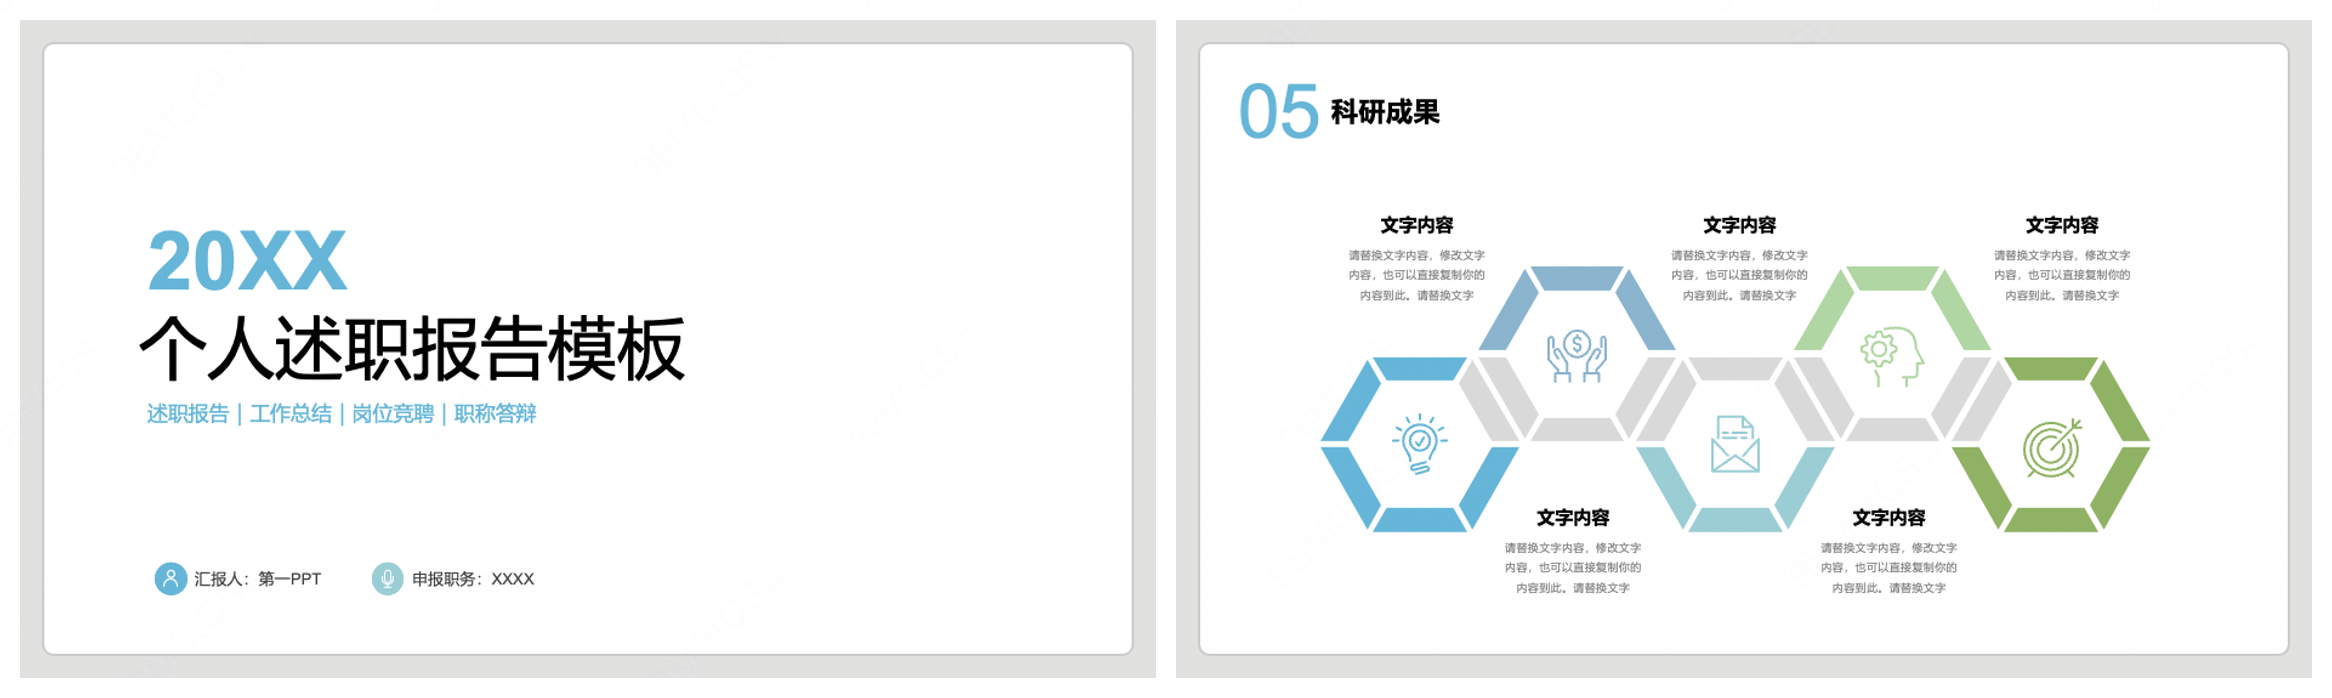 20XX
个人述职报告模板
述职报告｜工作总结｜岗位竞聘｜职称答辩
汇报人：第一PPT
申报职务：XXXX
05 科研成果
文字内容
请替换文字内容，修改文字
内容，也可以直接复制你的
内容到此。请替换文字
文字内容
请替换文字内容，修改文字
内容，也可以直接复制你的
内容到此。请替换文字
文字内容
请替换文字内容，修改文字
内容，也可以直接复制你的
内容到此。请替换文字
文字内容
请替换文字内容，修改文字
内容，也可以直接复制你的
内容到此。请替换文字
文字内容
请替换文字内容，修改文字
内容，也可以直接复制你的
内容到此。请替换文字